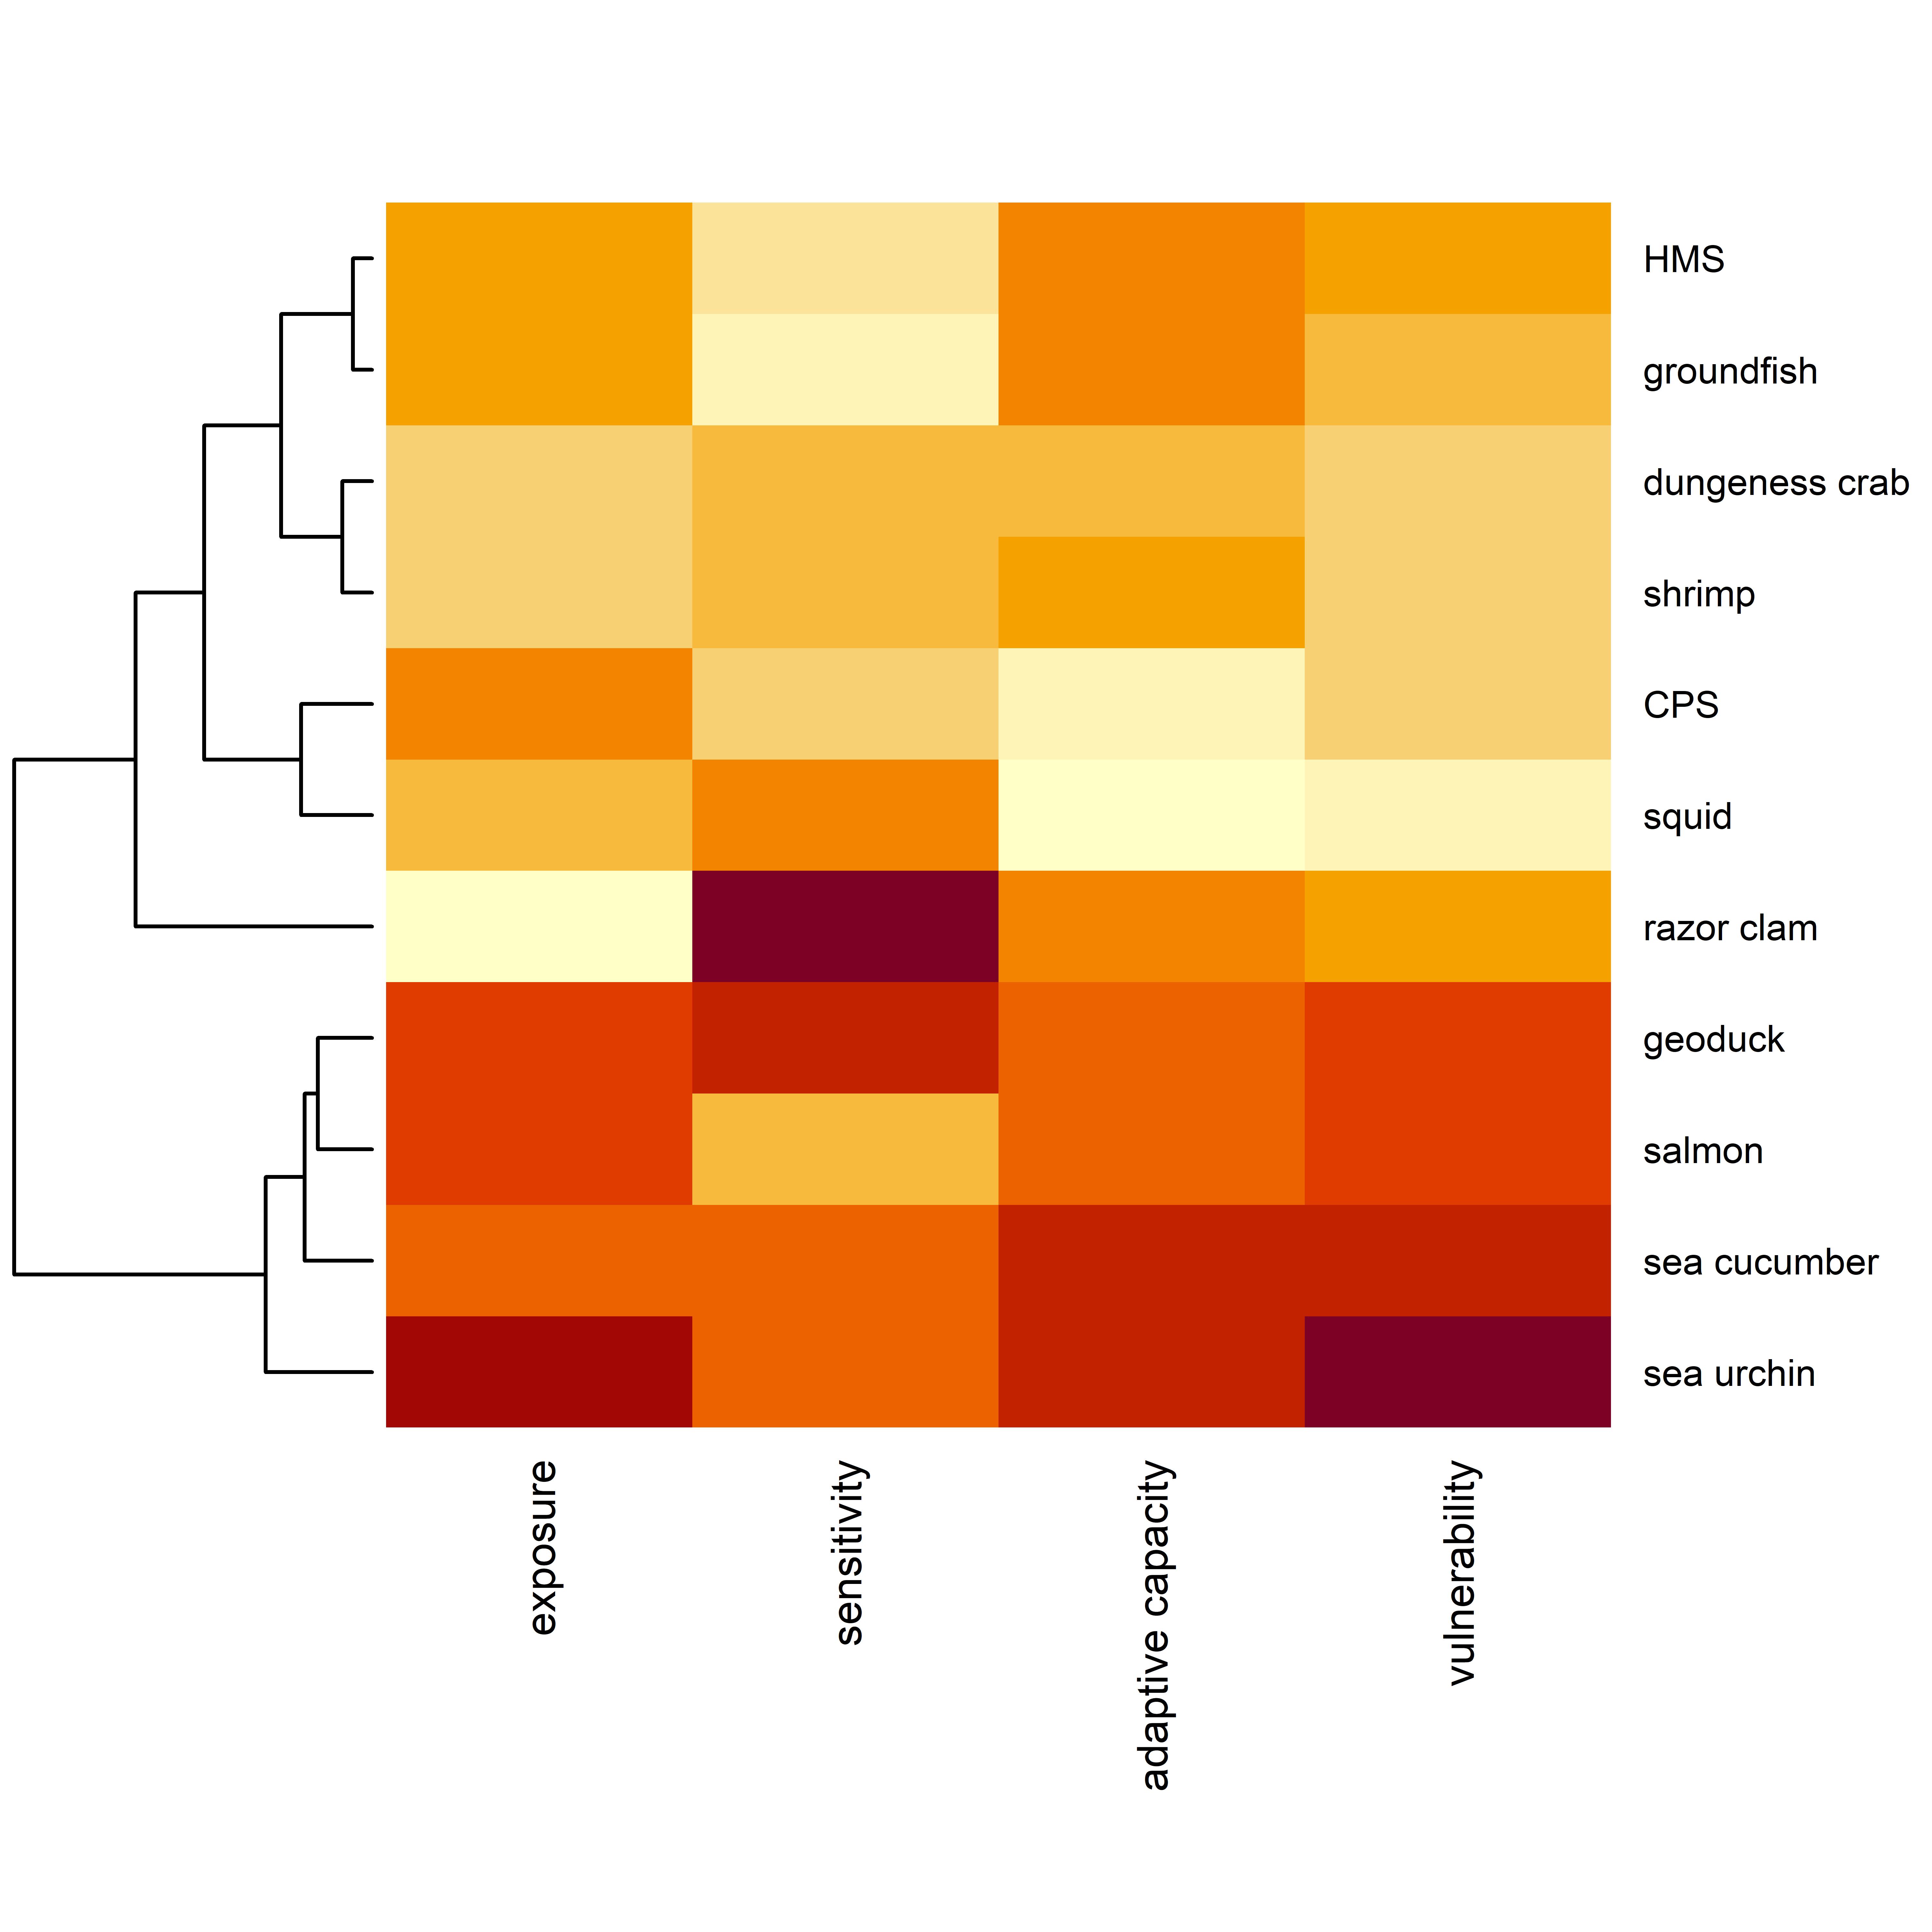 HMS
groundfish
dungeness crab
shrimp
CPS
squid
razor clam
geoduck
salmon
sea cucumber
sea urchin
exposure
sensitivity
adaptive capacity
vulnerability